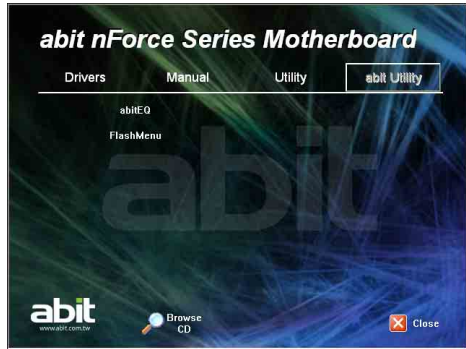 abit nForce Series Motherboard
Drivers Manual Utility abit Utility
abitEQ
FlashMenu
abit
abit
www.abit.com.tw
Browse
CD
Close